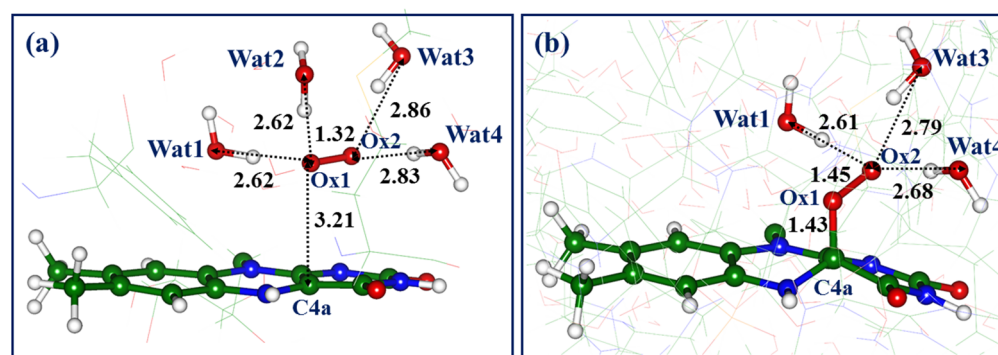 (a)
Wat2
Wat3
2.86
2.62
1.32
Ox2
Wat4
Wat1
2.62
Ox1
2.83
3.21
C4a
(b)
Wat3
Wat1
2.61
2.79
Ox2
Wat4
1.45
2.68
Ox1
1.43
C4a